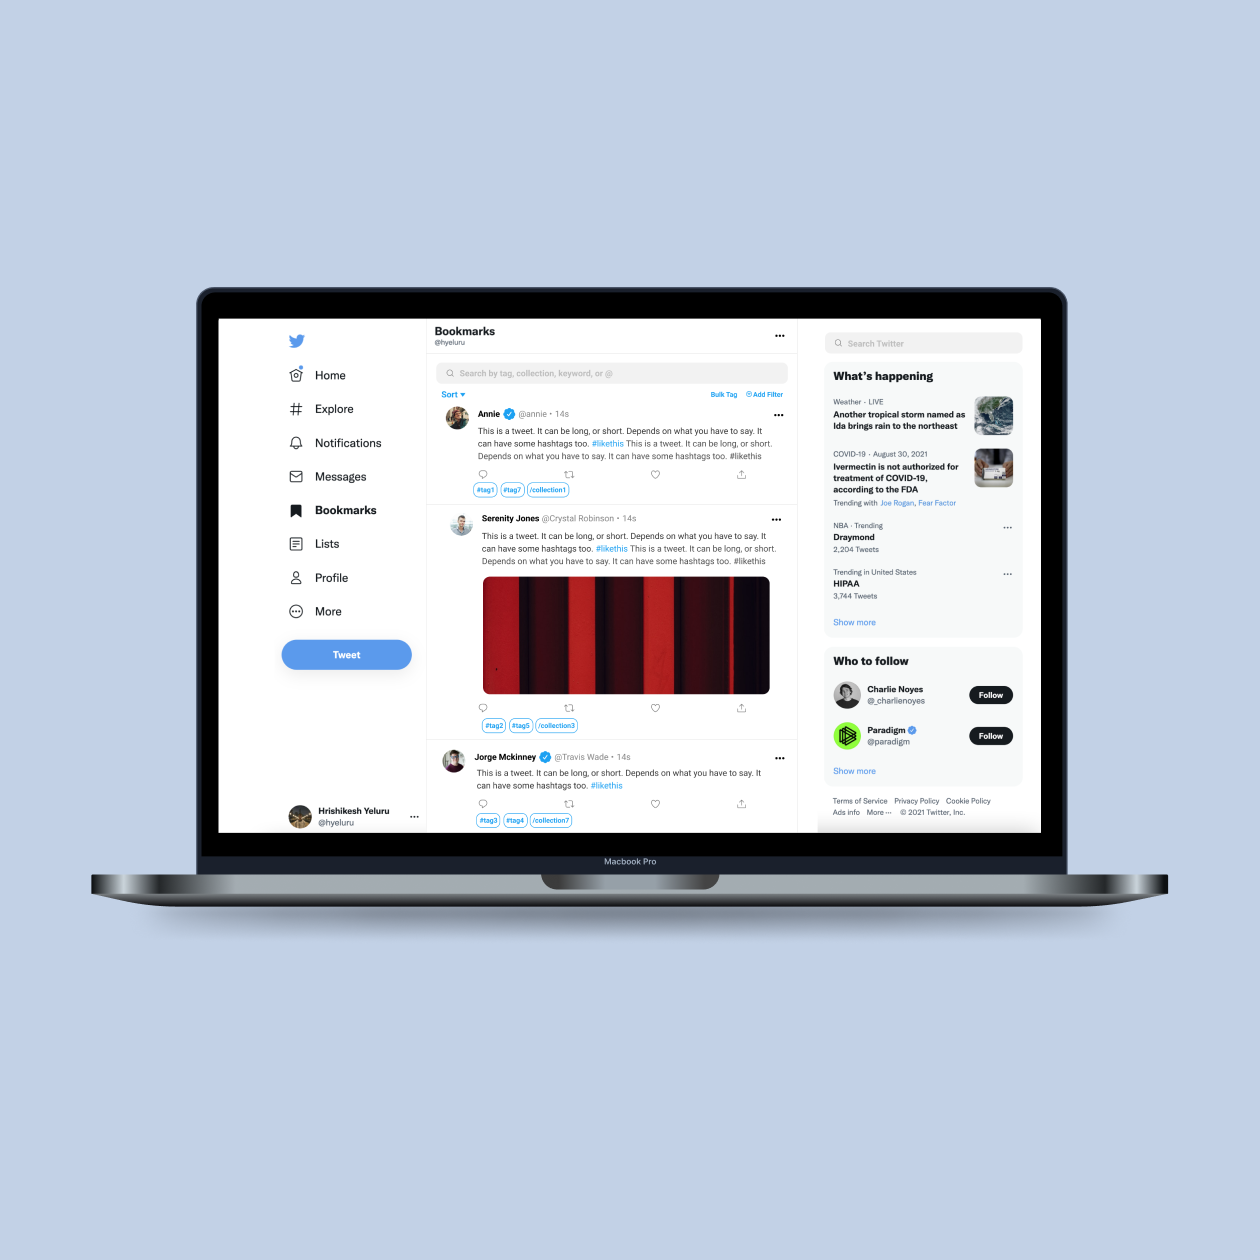 Home
Explore
Notifications
Messages
Bookmarks
Lists
Profile
More
Tweet
Hrishikesh Yeluru
@hyeluru
Bookmarks
@hyeluru
Search by tag, collection, keyword, or @
Sort
Bulk Tag
Add Filter
Annie @annie • 14s
This is a tweet. It can be long, or short. Depends on what you have to say. It
can have some hashtags too. #likethis This is a tweet. It can be long, or short.
Depends on what you have to say. It can have some hashtags too. #likethis
#tag1 #tag7 /collection1
Serenity Jones @Crystal Robinson • 14s
This is a tweet. It can be long, or short. Depends on what you have to say. It
can have some hashtags too. #likethis This is a tweet. It can be long, or short.
Depends on what you have to say. It can have some hashtags too. #likethis
#tag2 #tag5 /collection3
Jorge Mckinney @Travis Wade • 14s
This is a tweet. It can be long, or short. Depends on what you have to say. It
can have some hashtags too. #likethis
#tag3 #tag4 /collection7
Search Twitter
What's happening
Weather · LIVE
Another tropical storm named as
Ida brings rain to the northeast
COVID-19 · August 30, 2021
Ivermectin is not authorized for
treatment of COVID-19,
according to the FDA
Trending with Joe Rogan, Fear Factor
NBA · Trending
Draymond
2,204 Tweets
Trending in United States
HIPAA
3,744 Tweets
Show more
Who to follow
Charlie Noyes
@_charlienoyes
Follow
Paradigm
@paradigm
Follow
Show more
Terms of Service Privacy Policy Cookie Policy
Ads info More ··· © 2021 Twitter, Inc.
Macbook Pro